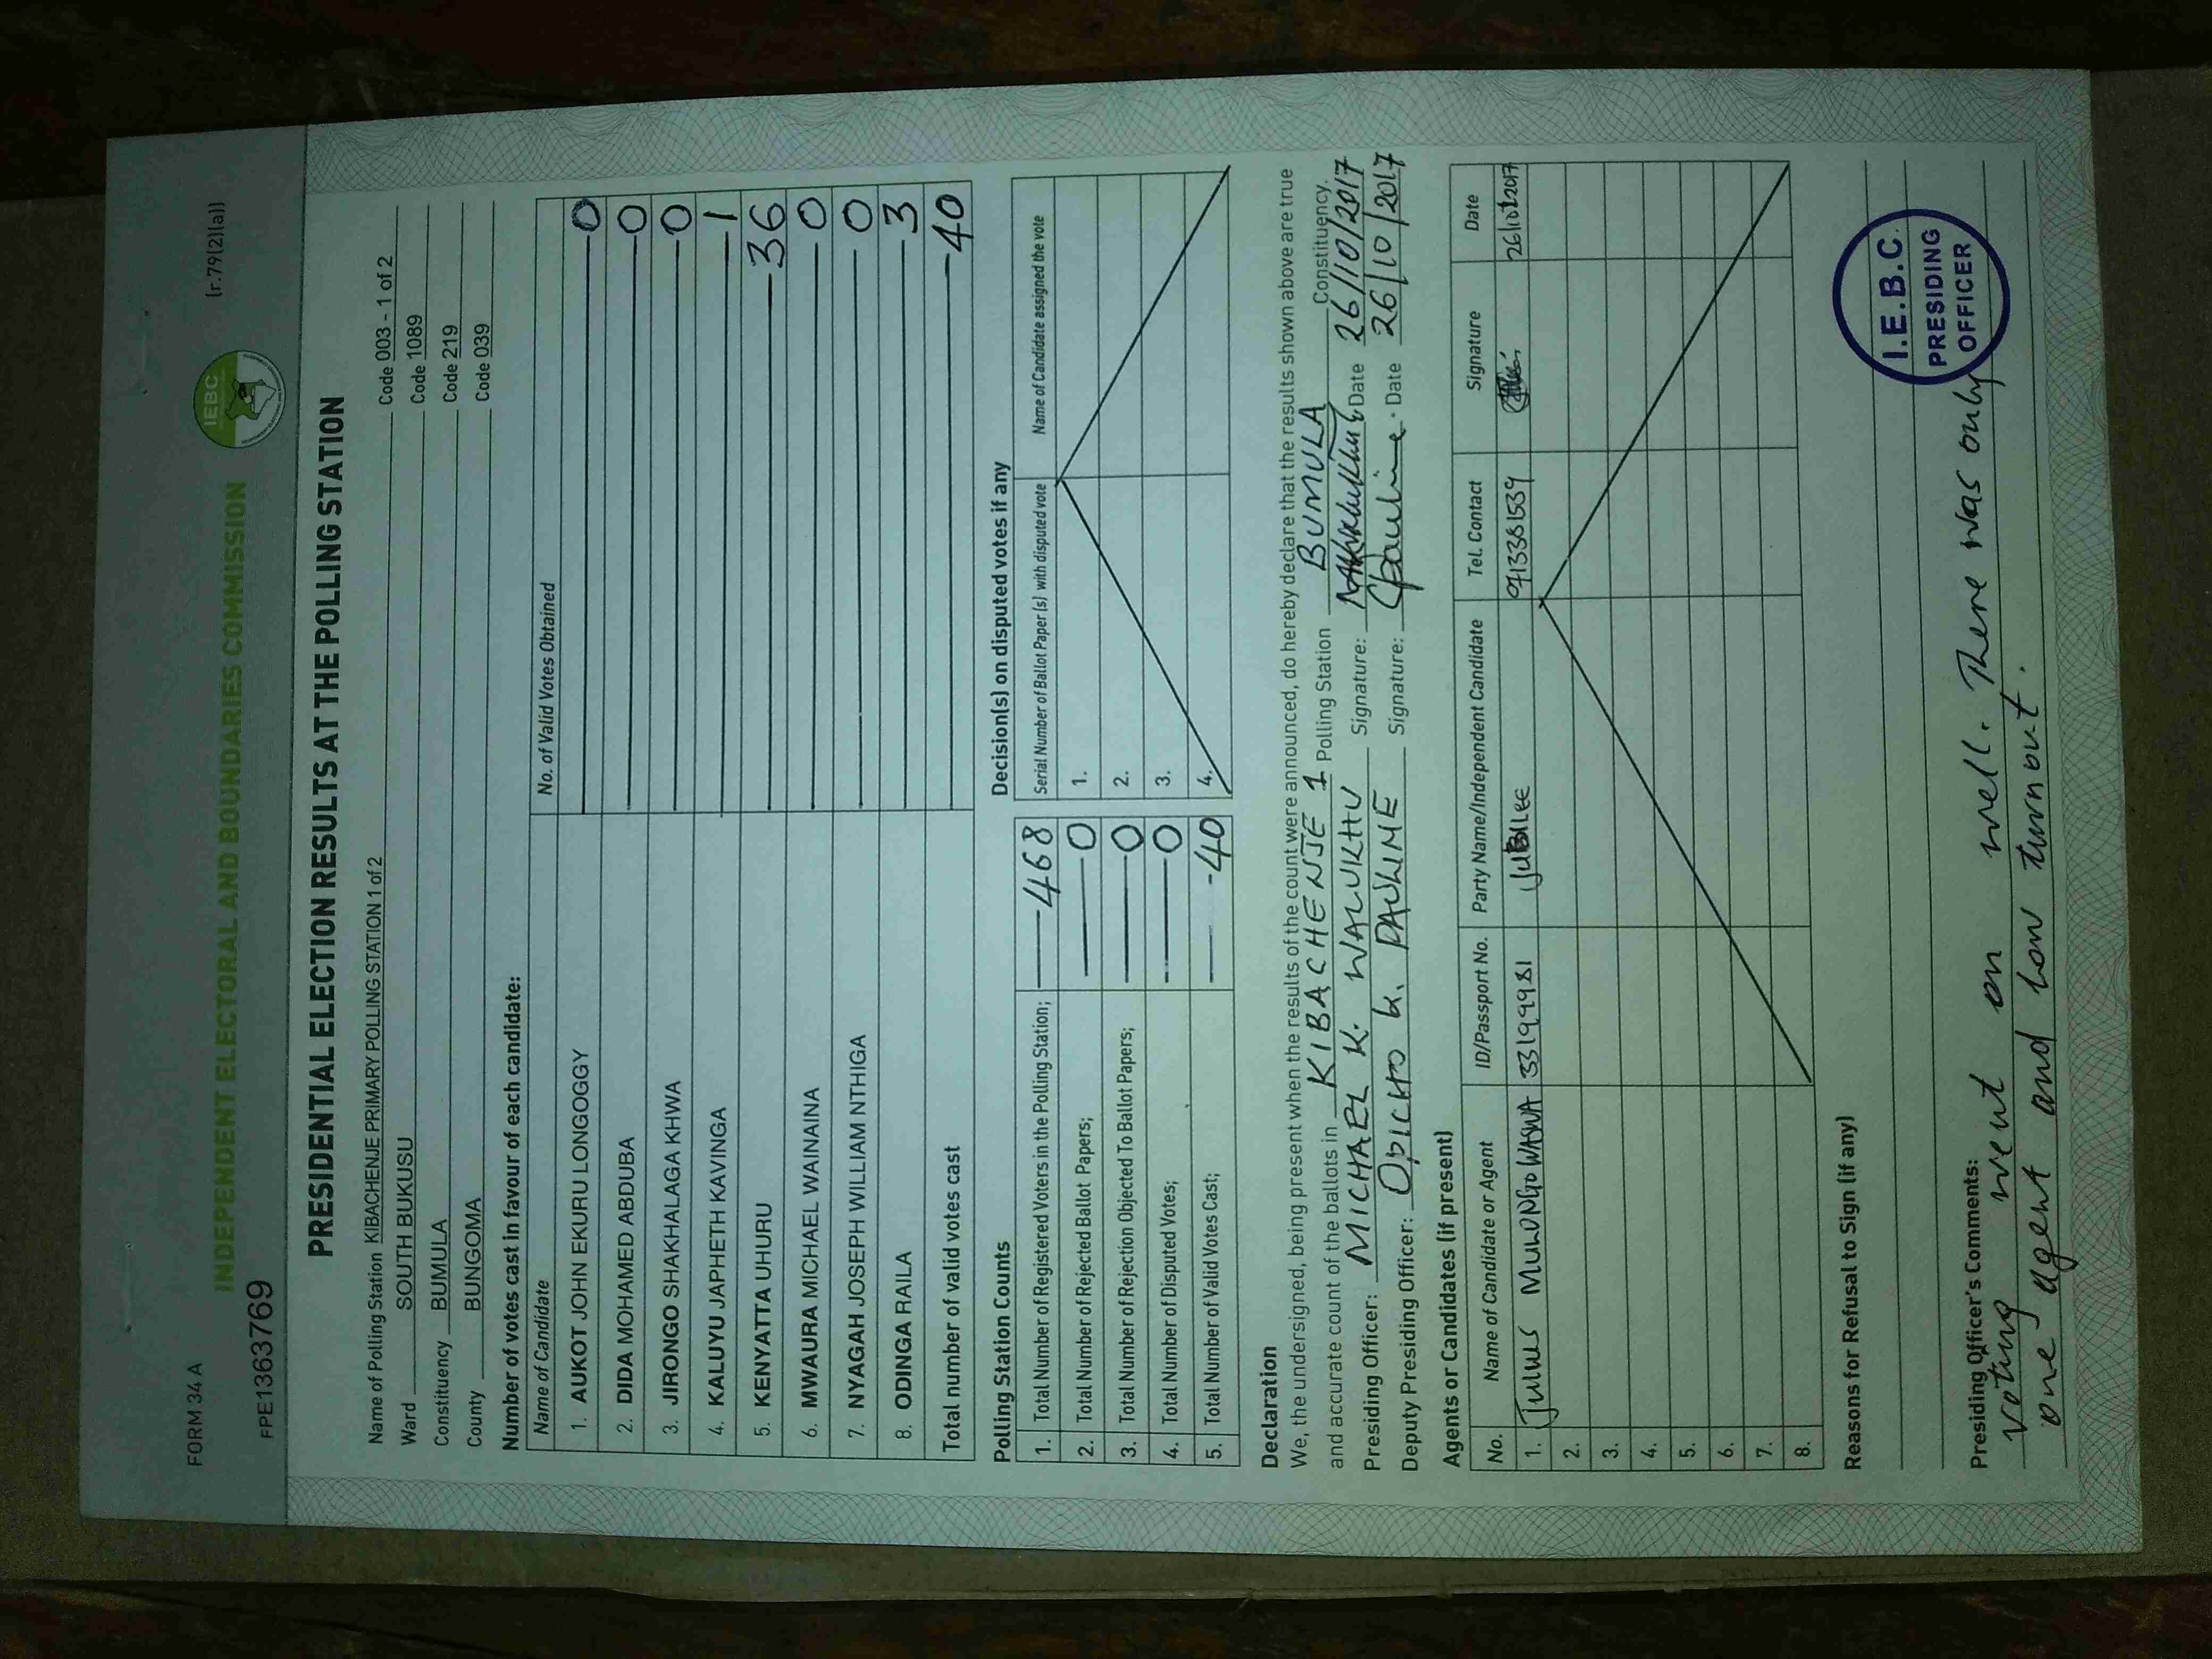 FORM 34 A
(r.79(2)(a))
INDEPENDENT ELECTORAL AND BOUNDARIES COMMISSION
IEBC
FPE1363769
PRESIDENTIAL ELECTION RESULTS AT THE POLLING STATION
Name of Polling Station KIBACHENJE PRIMARY POLLING STATION 1 of 2 Code 003 - 1 of 2
Ward SOUTH BUKUSU Code 1089
Constituency BUMULA Code 219
County BUNGOMA Code 039
Number of votes cast in favour of each candidate:
Name of Candidate No. of Valid Votes Obtained
1. AUKOT JOHN EKURU LONGOGGY 0
2. DIDA MOHAMED ABDUBA 0
3. JIRONGO SHAKHALAGA KHWA 0
4. KALUYU JAPHETH KAVINGA 1
5. KENYATTA UHURU 36
6. MWAURA MICHAEL WAINAINA 0
7. NYAGAH JOSEPH WILLIAM NTHIGA 0
8. ODINGA RAILA 3
Total number of valid votes cast 40
Polling Station Counts
1. Total Number of Registered Voters in the Polling Station; 468
2. Total Number of Rejected Ballot Papers; 0
3. Total Number of Rejection Objected To Ballot Papers; 0
4. Total Number of Disputed Votes; 0
5. Total Number of Valid Votes Cast; 40
Decision(s) on disputed votes if any
Serial Number of Ballot Paper (s) with disputed vote Name of Candidate assigned the vote
1.
2.
3.
4.
Declaration
We, the undersigned, being present when the results of the count were announced, do hereby declare that the results shown above are true
and accurate count of the ballots in KIBACHENJE 1 Polling Station BUMULA Constituency.
Presiding Officer: MICHAEL K. WALUKHU Signature: Date 26/10/2017
Deputy Presiding Officer: OPICHO K. PAULINE Signature: Pauline Date 26/10/2017
Agents or Candidates (if present)
No. Name of Candidate or Agent ID/Passport No. Party Name/Independent Candidate Tel. Contact Signature Date
1. Julius MULONGO WASWA 33199981 JUBILEE 0713381539 26/10/2017
2.
3.
4.
5.
6.
7.
8.
Reasons for Refusal to Sign (if any)
Presiding Officer's Comments:
voting went on well. There was only
one agent and low turnout.
I.E.B.C.
PRESIDING
OFFICER